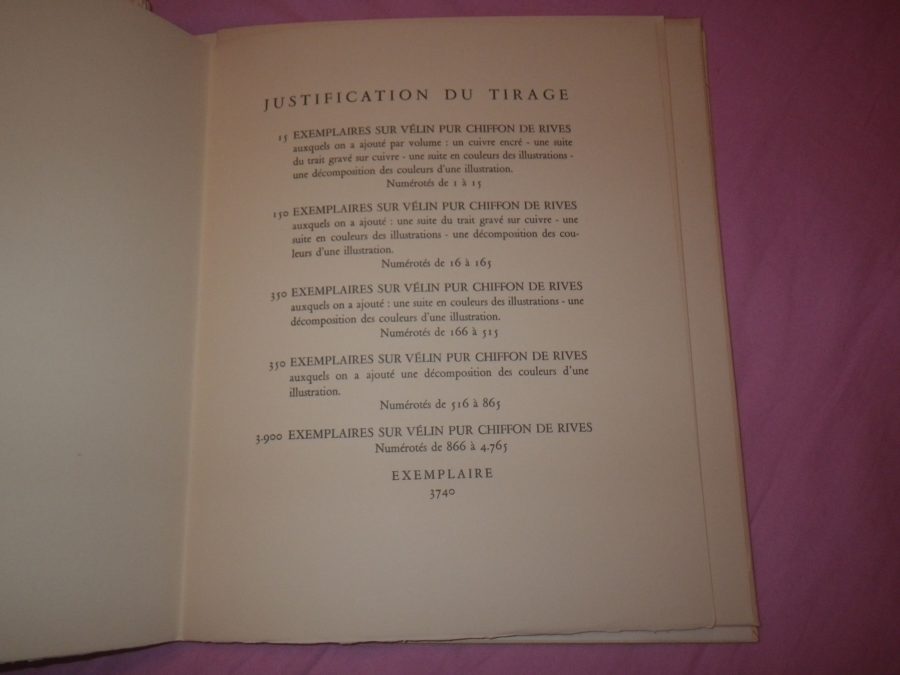 JUSTIFICATION DU TIRAGE
15 EXEMPLAIRES SUR VÉLIN PUR CHIFFON DE RIVES
auxquels on a ajouté par volume : un cuivre encré - une suite
du trait gravé sur cuivre - une suite en couleurs des illustrations -
une décomposition des couleurs d'une illustration.
Numérotés de 1 à 15
150 EXEMPLAIRES SUR VÉLIN PUR CHIFFON DE RIVES
auxquels on a ajouté : une suite du trait gravé sur cuivre - une
suite en couleurs des illustrations - une décomposition des cou-
leurs d'une illustration.
Numérotés de 16 à 165
350 EXEMPLAIRES SUR VÉLIN PUR CHIFFON DE RIVES
auxquels on a ajouté : une suite en couleurs des illustrations - une
décomposition des couleurs d'une illustration.
Numérotés de 166 à 515
350 EXEMPLAIRES SUR VÉLIN PUR CHIFFON DE RIVES
auxquels on a ajouté une décomposition des couleurs d'une
illustration.
Numérotés de 516 à 865
3.900 EXEMPLAIRES SUR VÉLIN PUR CHIFFON DE RIVES
Numérotés de 866 à 4.765
EXEMPLAIRE
3740